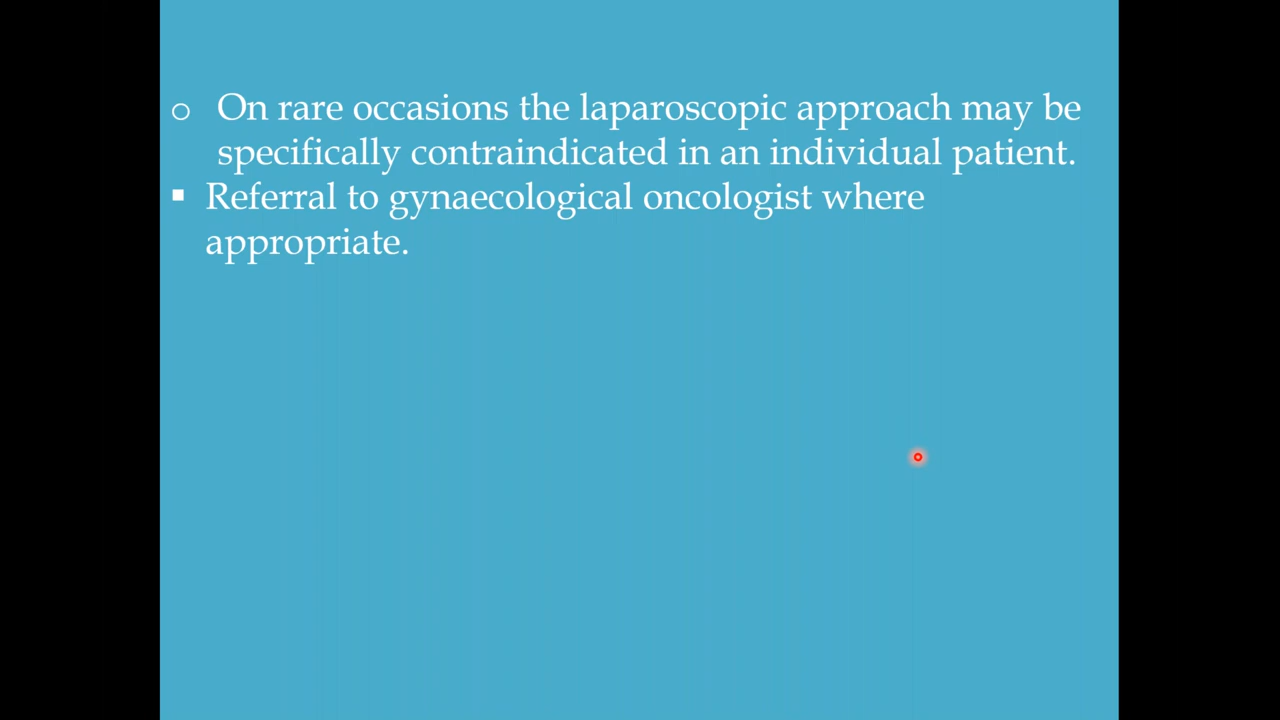 o On rare occasions the laparoscopic approach may be
specifically contraindicated in an individual patient.
▪ Referral to gynaecological oncologist where
appropriate.